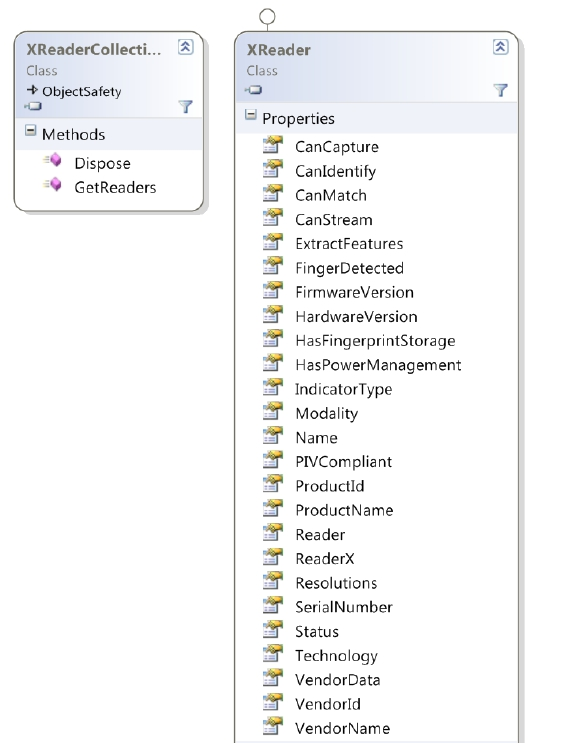 XReaderCollecti...
Class
ObjectSafety
Methods
Dispose
GetReaders
XReader
Class
Properties
CanCapture
CanIdentify
CanMatch
CanStream
ExtractFeatures
FingerDetected
FirmwareVersion
HardwareVersion
HasFingerprintStorage
HasPowerManagement
IndicatorType
Modality
Name
PIVCompliant
ProductId
ProductName
Reader
ReaderX
Resolutions
SerialNumber
Status
Technology
VendorData
VendorId
VendorName